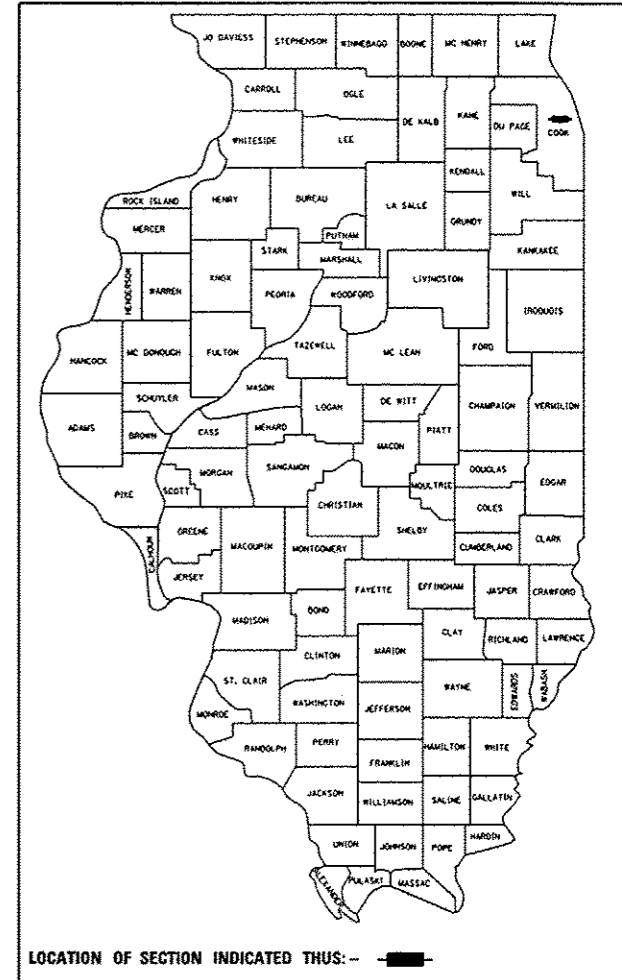 JO DAVIESS STEPHENSON WINNEBAGO BOONE MC HENRY LAKE
CARROLL OGLE DE KALB KANE DU PAGE COOK
WHITESIDE LEE KENDALL WILL
ROCK ISLAND HENRY BUREAU LA SALLE GRUNDY
MERCER PUTNAM KANKAKEE
STARK MARSHALL
HENDERSON WARREN KNOX PEORIA WOODFORD LIVINGSTON IROQUOIS
HANCOCK MC DONOUGH FULTON TAZEWELL MC LEAN FORD
MASON
SCHUYLER LOGAN DE WITT CHAMPAIGN VERMILION
ADAMS BROWN CASS MENARD PIATT
MACON
MORGAN SANGAMON DOUGLAS
PIKE SCOTT MOULTRIE EDGAR
CHRISTIAN COLES
GREENE SHELBY
CALHOUN MACOUPIN MONTGOMERY CUMBERLAND CLARK
JERSEY
FAYETTE EFFINGHAM JASPER CRAWFORD
MADISON BOND
CLAY RICHLAND LAWRENCE
CLINTON MARION
ST. CLAIR WAYNE EDWARDS WABASH
WASHINGTON JEFFERSON
MONROE
RANDOLPH PERRY HAMILTON WHITE
FRANKLIN
JACKSON WILLIAMSON SALINE GALLATIN
HARDIN
UNION JOHNSON POPE
ALEXANDER PULASKI MASSAC
LOCATION OF SECTION INDICATED THUS: -